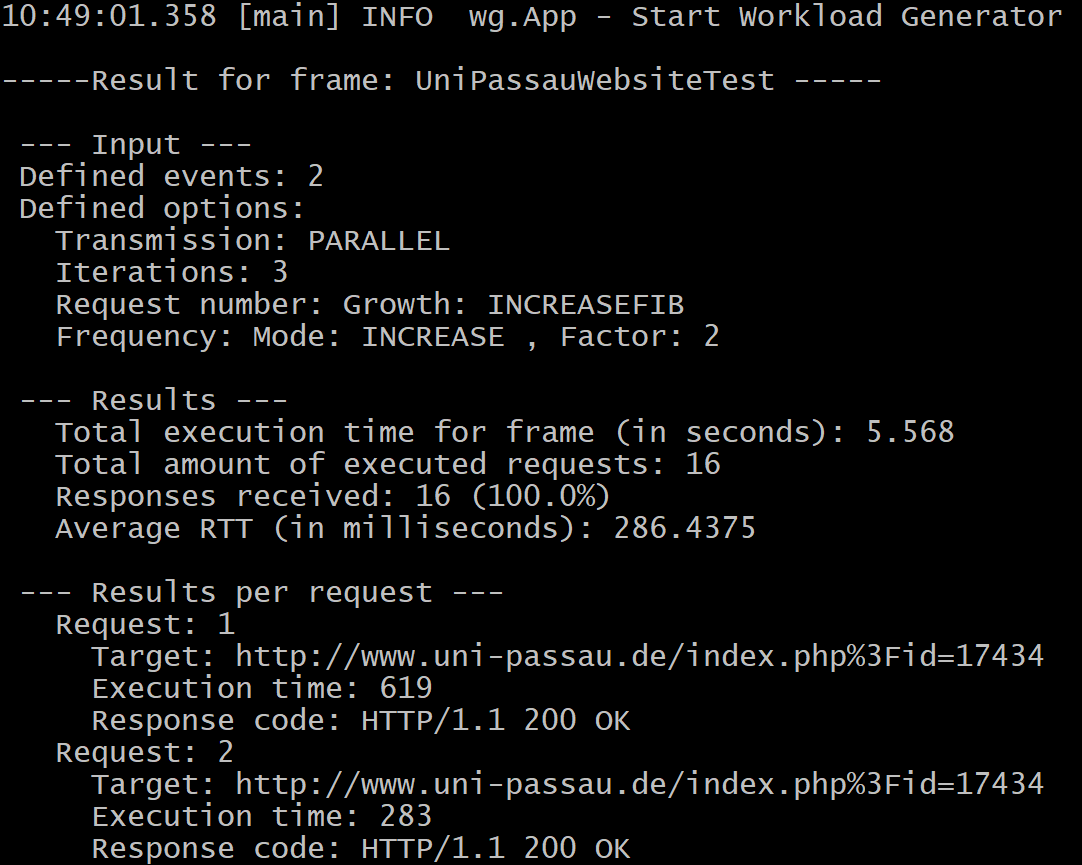 10:49:01.358 [main] INFO  wg.App - Start Workload Generator
-----Result for frame: UniPassauWebsiteTest -----
--- Input ---
Defined events: 2
Defined options:
Transmission: PARALLEL
Iterations: 3
Request number: Growth: INCREASEFIB
Frequency: Mode: INCREASE , Factor: 2
--- Results ---
Total execution time for frame (in seconds): 5.568
Total amount of executed requests: 16
Responses received: 16 (100.0%)
Average RTT (in milliseconds): 286.4375
--- Results per request ---
Request: 1
Target: http://www.uni-passau.de/index.php%3Fid=17434
Execution time: 619
Response code: HTTP/1.1 200 OK
Request: 2
Target: http://www.uni-passau.de/index.php%3Fid=17434
Execution time: 283
Response code: HTTP/1.1 200 OK